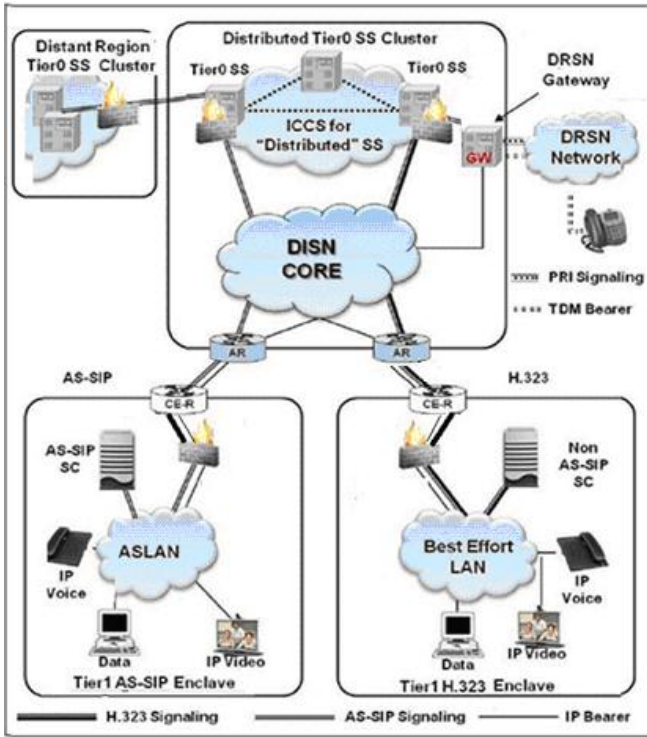 Distant Region
Tier0 SS Cluster
Distributed Tier0 SS Cluster
Tier0 SS
Tier0 SS
ICCS for
"Distributed" SS
DRSN
Gateway
GW
DRSN
Network
DISN
CORE
PRI Signaling
TDM Bearer
AR
AR
AS-SIP
H.323
CE-R
CE-R
AS-SIP
SC
Non
AS-SIP
SC
ASLAN
Best Effort
LAN
IP
Voice
IP
Voice
Data
IP Video
Data
IP Video
Tier1 AS-SIP Enclave
Tier1 H.323 Enclave
H.323 Signaling
AS-SIP Signaling
IP Bearer